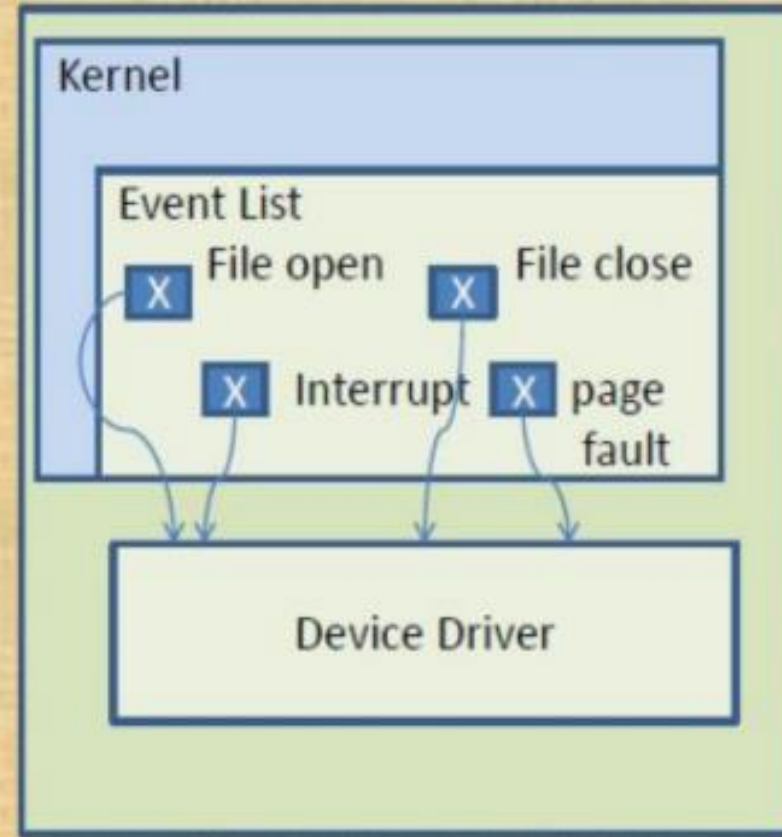 Kernel
Event List
X File open X File close
X Interrupt X page
fault
Device Driver